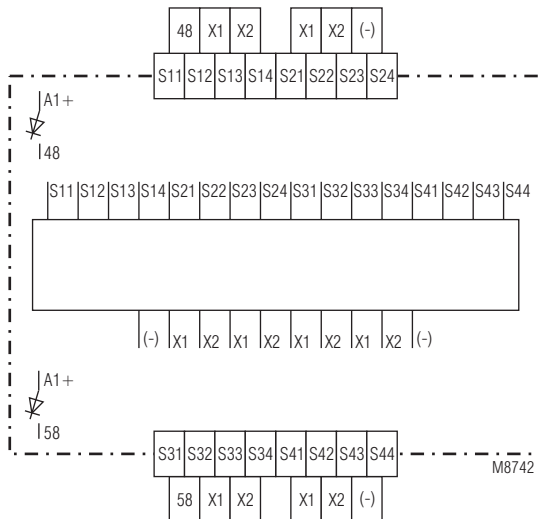 48 X1 X2 X1 X2 (-)
S11 S12 S13 S14 S21 S22 S23 S24
A1+
48
S11 S12 S13 S14 S21 S22 S23 S24 S31 S32 S33 S34 S41 S42 S43 S44
(-) X1 X2 X1 X2 X1 X2 X1 X2 (-)
A1+
58
S31 S32 S33 S34 S41 S42 S43 S44
M8742
58 X1 X2 X1 X2 (-)